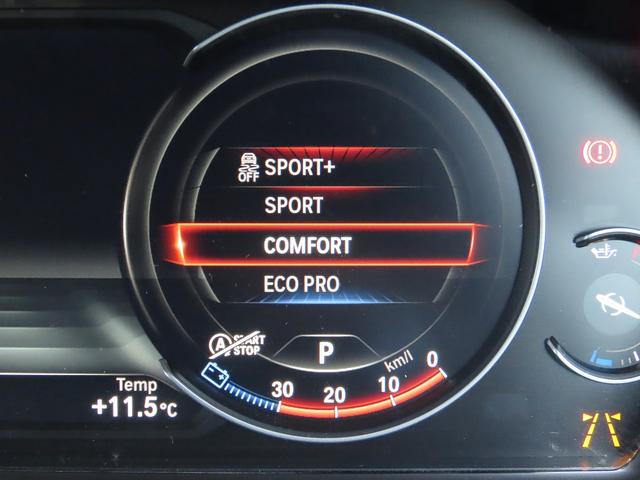 SPORT+
OFF
SPORT
COMFORT
ECO PRO
A START
STOP
P
km/l
30 20 10 0
Temp
+11.5°C